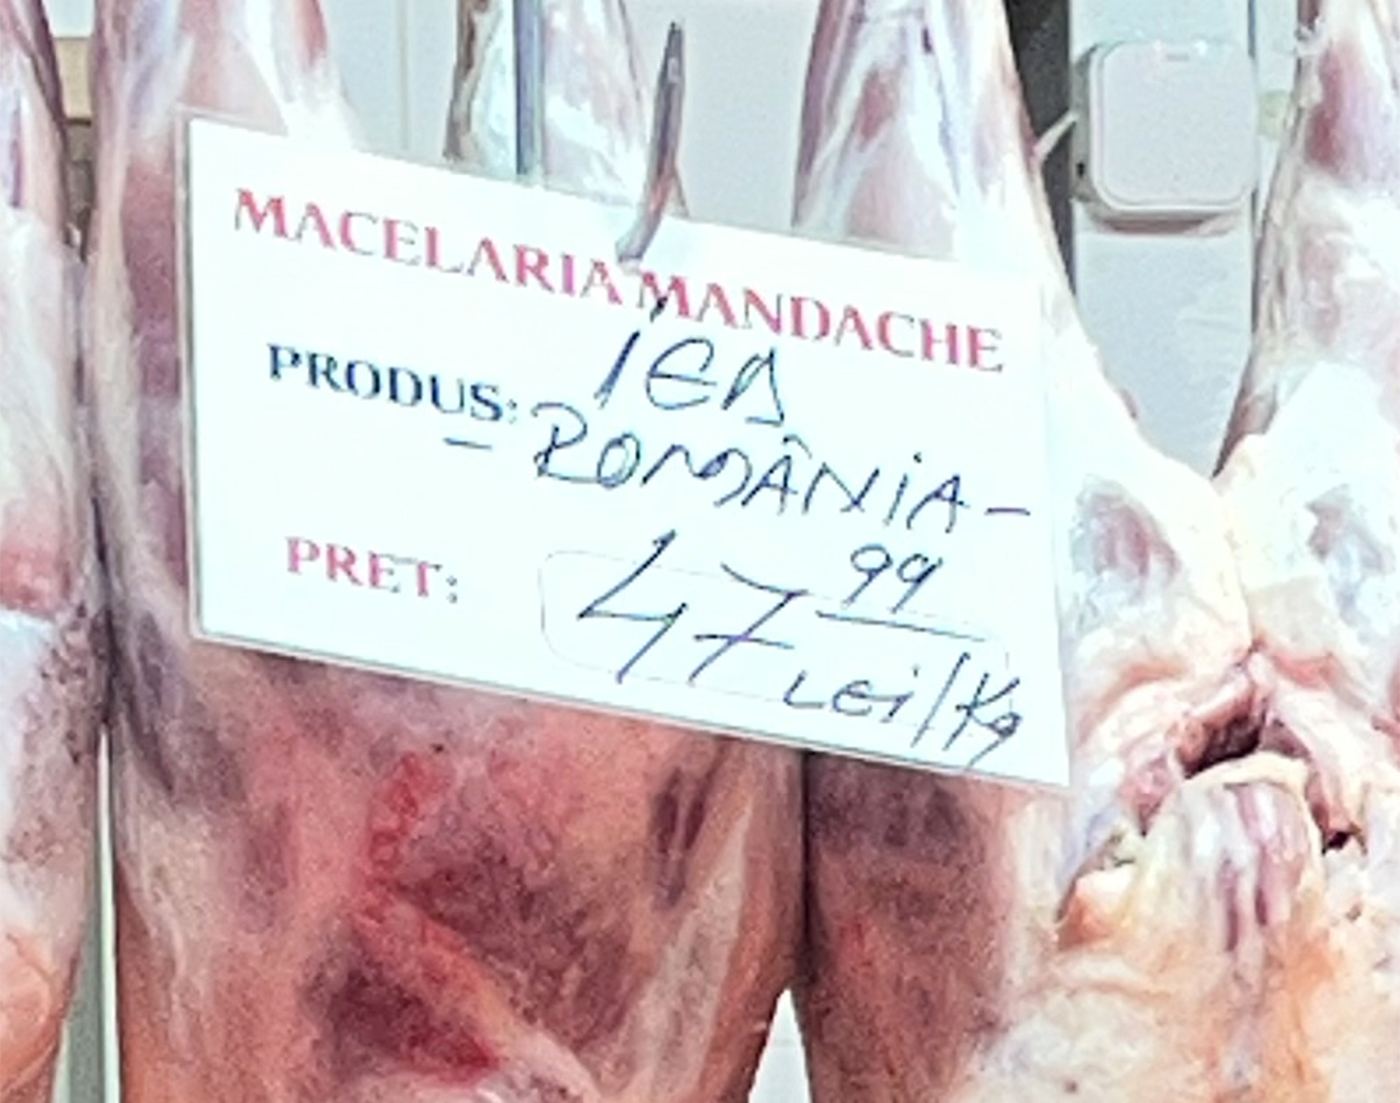 MACELARIA MANDACHE
PRODUS: IED
- ROMÂNIA -
PRET: 47 99 LEI/Kg